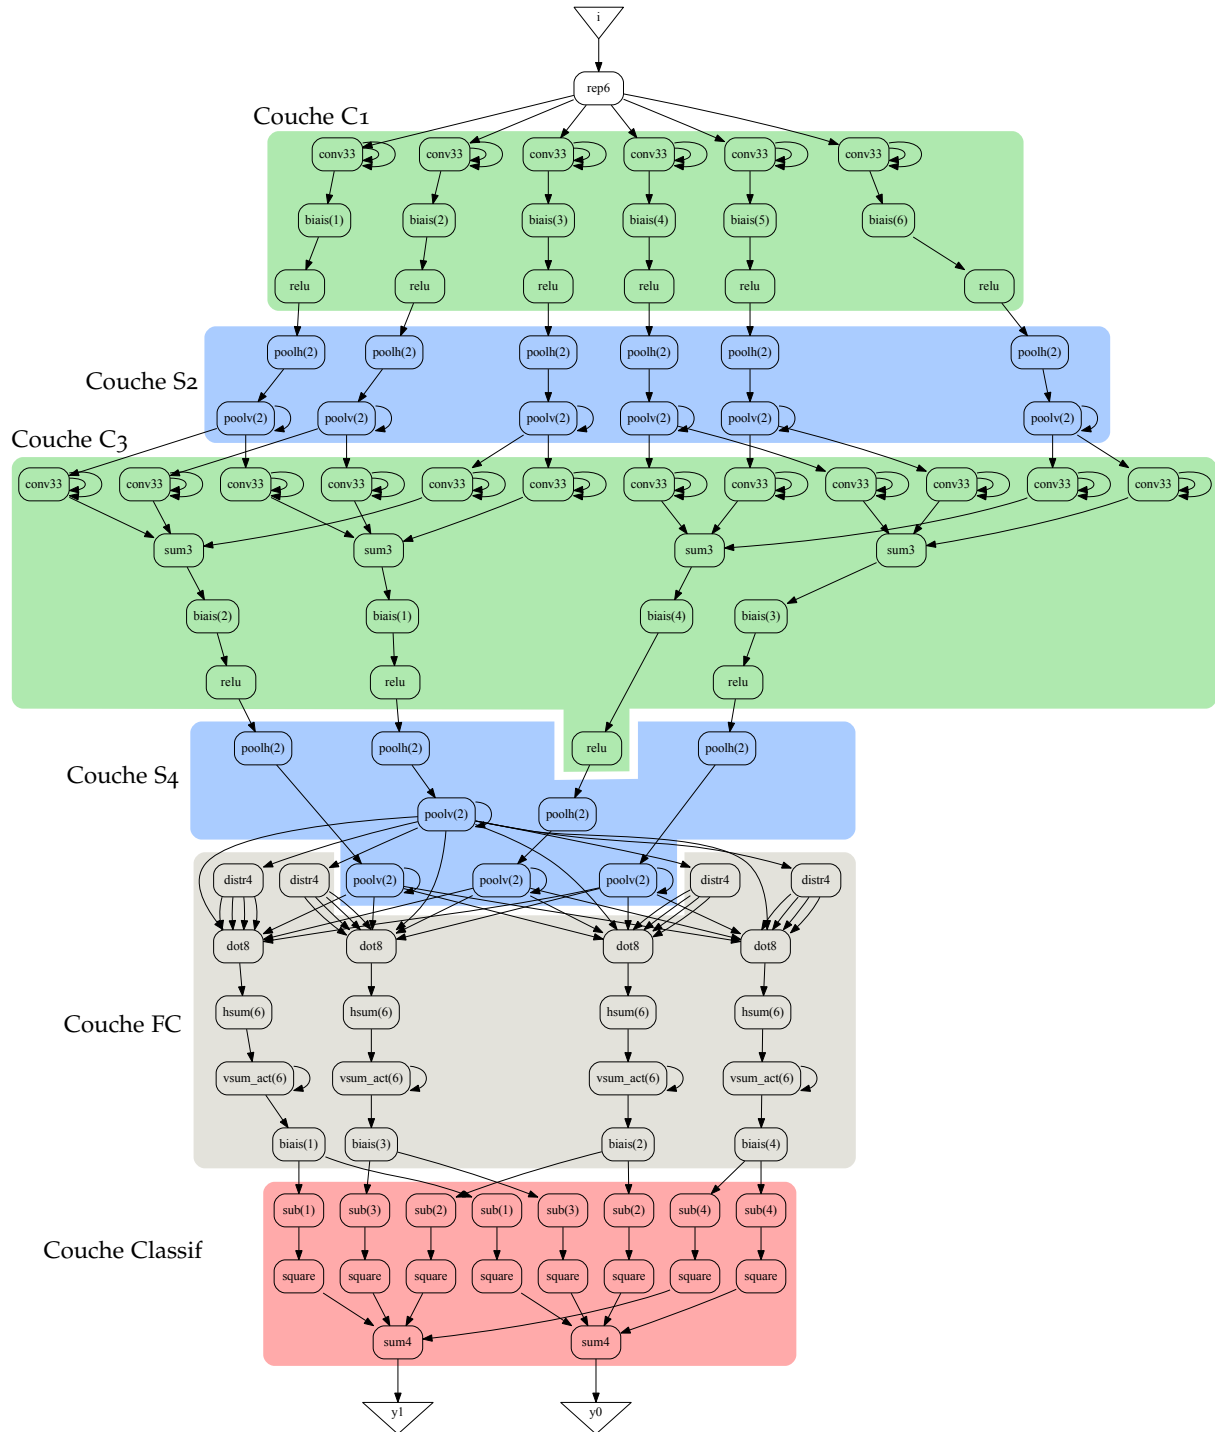 i
rep6
Couche C1
conv33 conv33 conv33 conv33 conv33 conv33
biais(1) biais(2) biais(3) biais(4) biais(5) biais(6)
relu relu relu relu relu relu
poolh(2) poolh(2) poolh(2) poolh(2) poolh(2) poolh(2)
Couche S2
poolv(2) poolv(2) poolv(2) poolv(2) poolv(2) poolv(2)
Couche C3
conv33 conv33 conv33 conv33 conv33 conv33 conv33 conv33 conv33 conv33 conv33 conv33
sum3 sum3 sum3 sum3
biais(2) biais(1) biais(4) biais(3)
relu relu relu
poolh(2) poolh(2) relu poolh(2)
Couche S4
poolv(2) poolh(2)
distr4 distr4 poolv(2) poolv(2) poolv(2) distr4 distr4
dot8 dot8 dot8 dot8
hsum(6) hsum(6) hsum(6) hsum(6)
Couche FC
vsum_act(6) vsum_act(6) vsum_act(6) vsum_act(6)
biais(1) biais(3) biais(2) biais(4)
sub(1) sub(3) sub(2) sub(1) sub(3) sub(2) sub(4) sub(4)
Couche Classif
square square square square square square square square
sum4 sum4
y1 y0